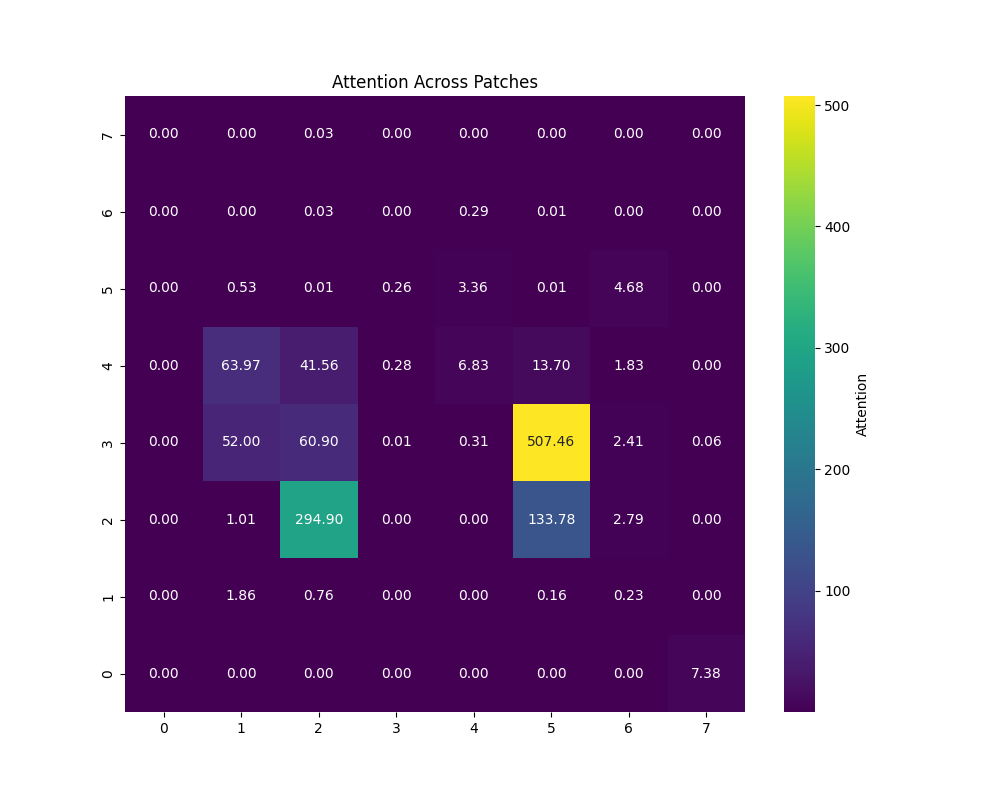 Attention Across Patches
7 0.00 0.00 0.03 0.00 0.00 0.00 0.00 0.00
6 0.00 0.00 0.03 0.00 0.29 0.01 0.00 0.00
5 0.00 0.53 0.01 0.26 3.36 0.01 4.68 0.00
4 0.00 63.97 41.56 0.28 6.83 13.70 1.83 0.00
3 0.00 52.00 60.90 0.01 0.31 507.46 2.41 0.06
2 0.00 1.01 294.90 0.00 0.00 133.78 2.79 0.00
1 0.00 1.86 0.76 0.00 0.00 0.16 0.23 0.00
0 0.00 0.00 0.00 0.00 0.00 0.00 0.00 7.38
0 1 2 3 4 5 6 7
500
400
300
200
100
Attention